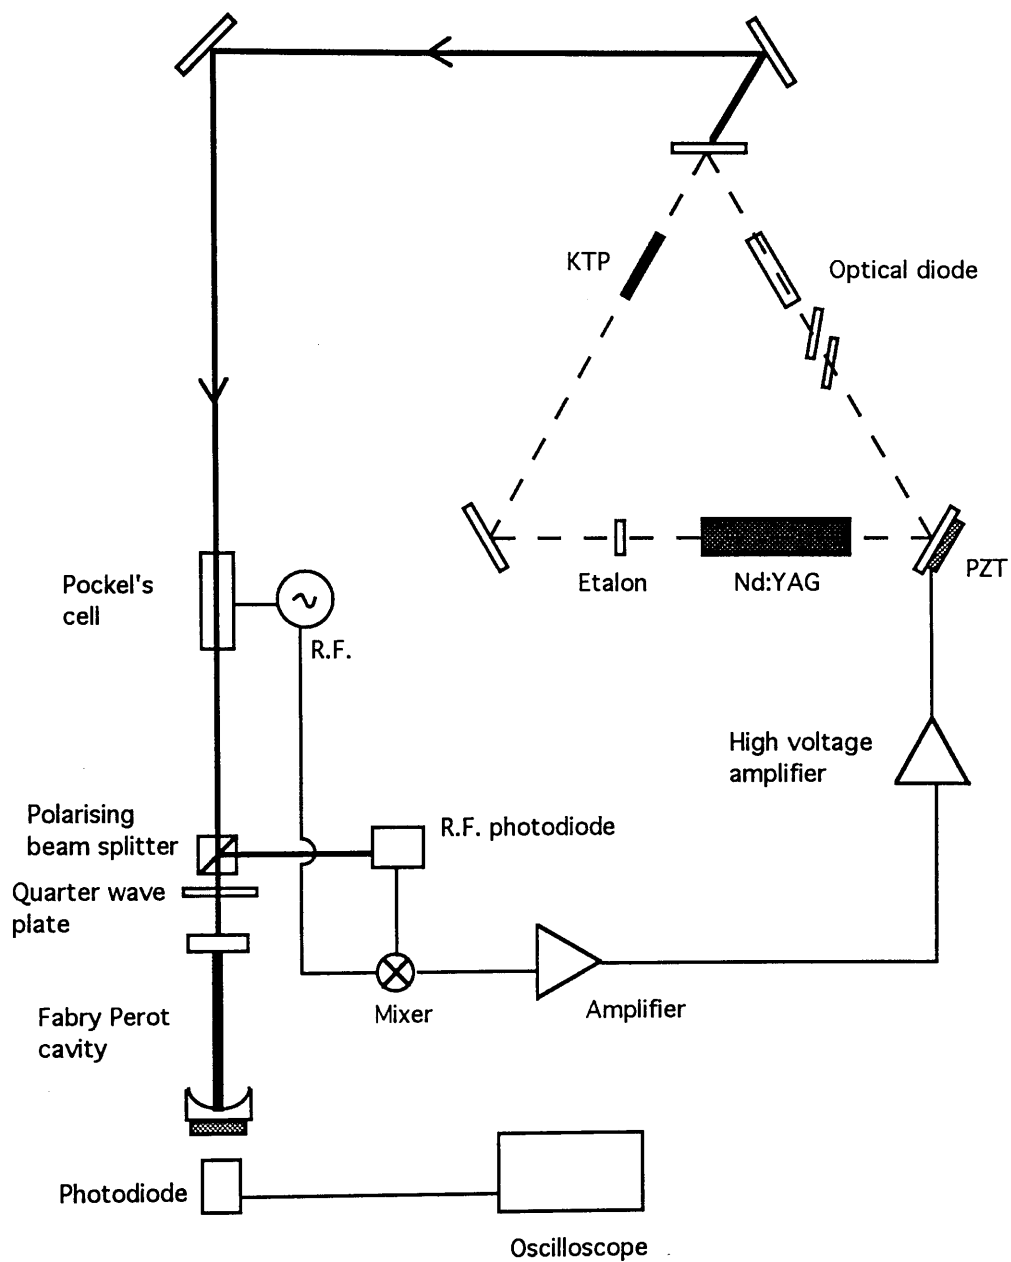 KTP
Optical diode
Pockel's
cell
R.F.
Etalon
Nd:YAG
PZT
High voltage
amplifier
Polarising
beam splitter
R.F. photodiode
Quarter wave
plate
Mixer
Amplifier
Fabry Perot
cavity
Photodiode
Oscilloscope